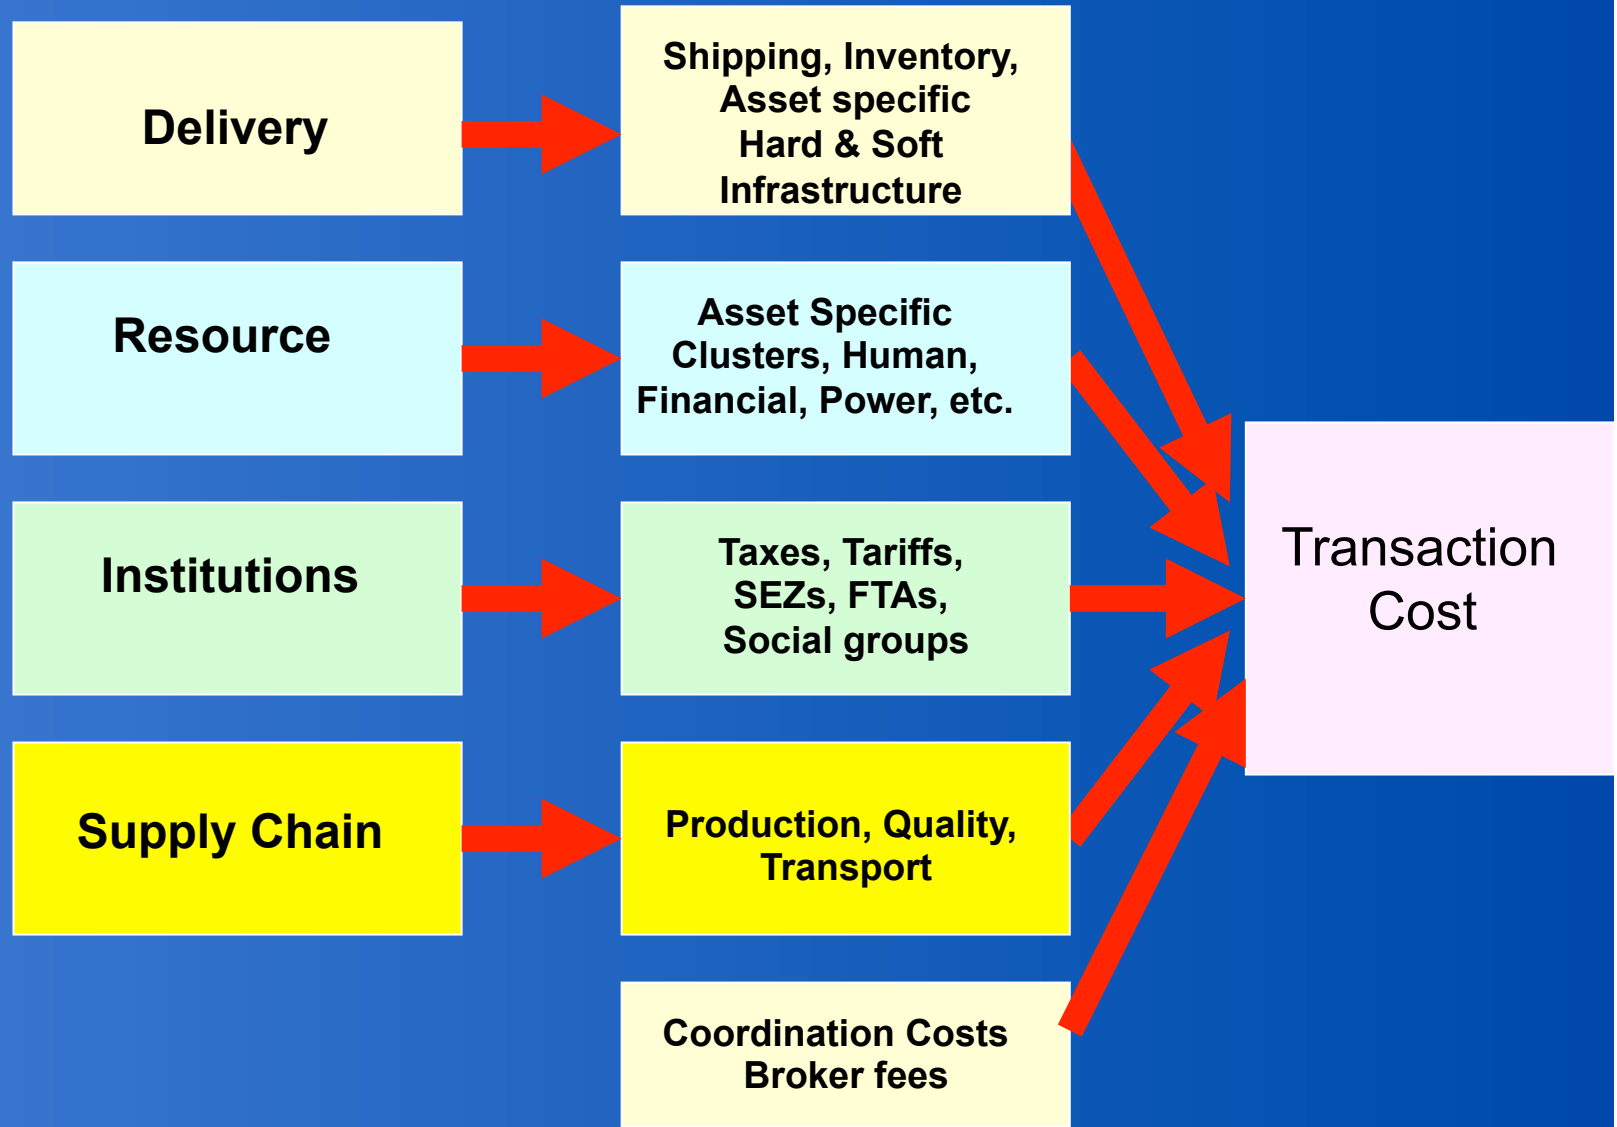 Delivery
Shipping, Inventory,
Asset specific
Hard & Soft
Infrastructure
Resource
Asset Specific
Clusters, Human,
Financial, Power, etc.
Institutions
Taxes, Tariffs,
SEZs, FTAs,
Social groups
Transaction
Cost
Supply Chain
Production, Quality,
Transport
Coordination Costs
Broker fees